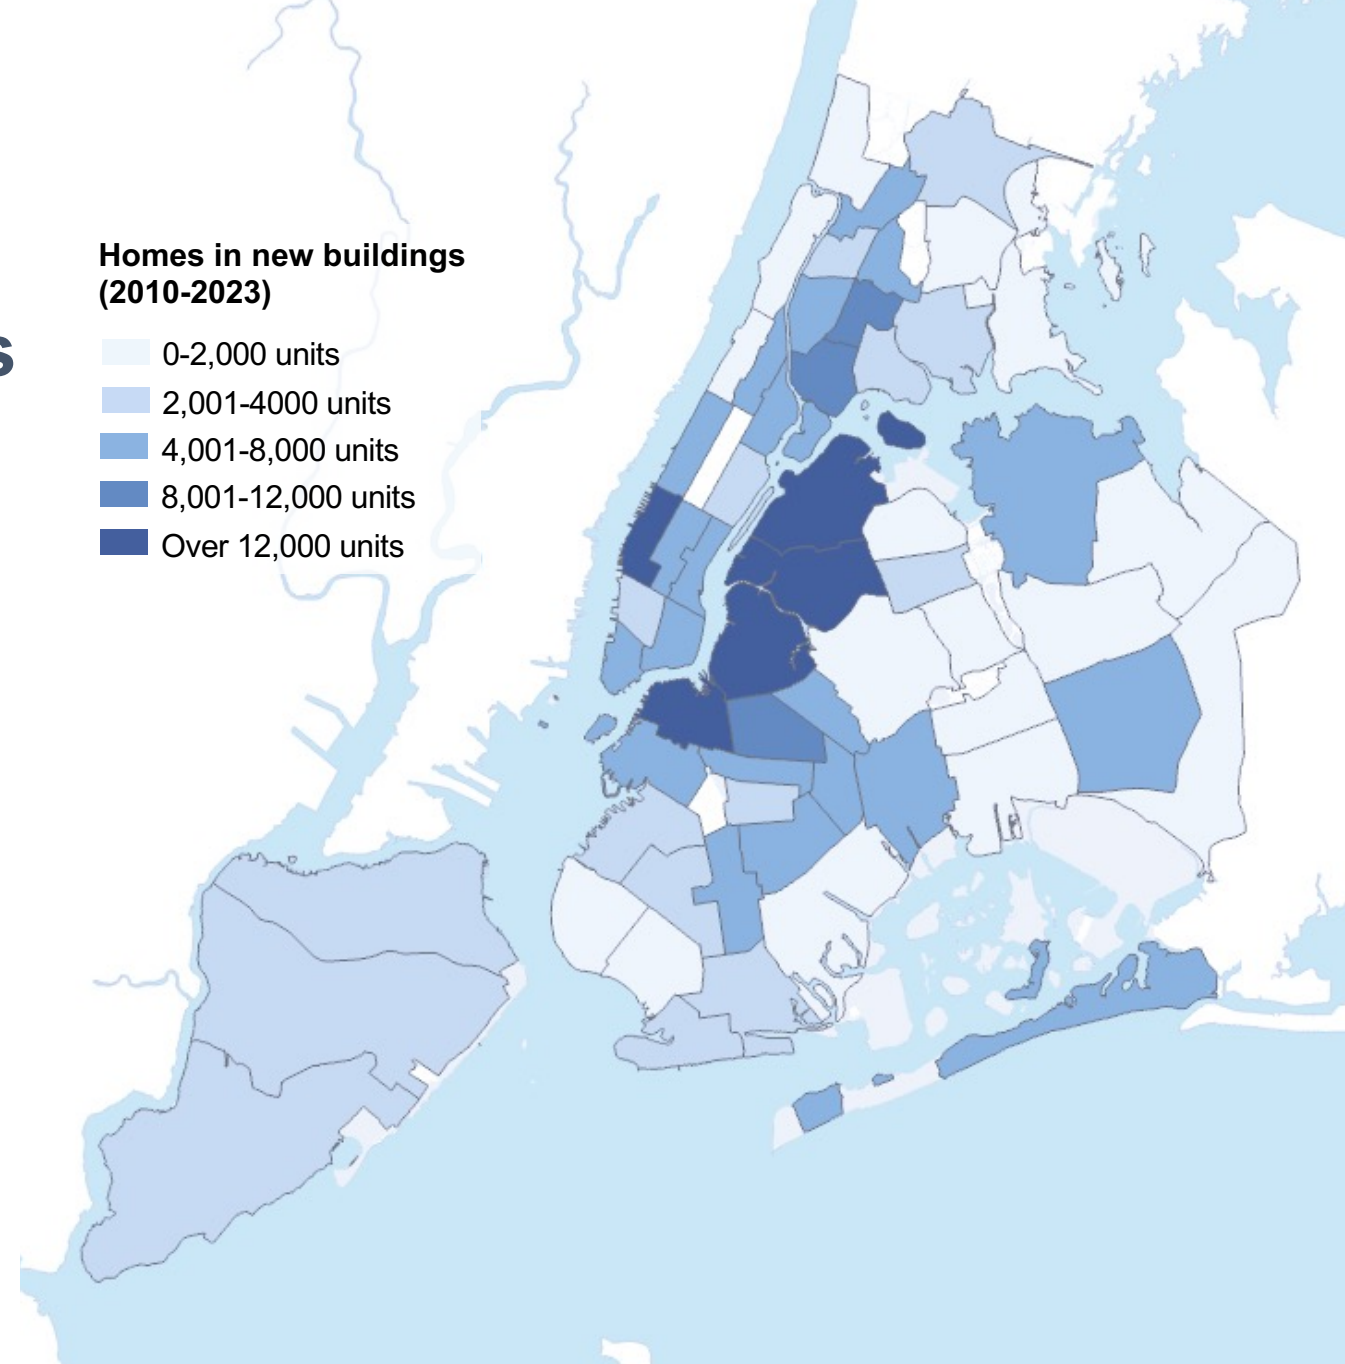 Homes in new buildings
(2010-2023)
s
0-2,000 units
2,001-4000 units
4,001-8,000 units
8,001-12,000 units
Over 12,000 units